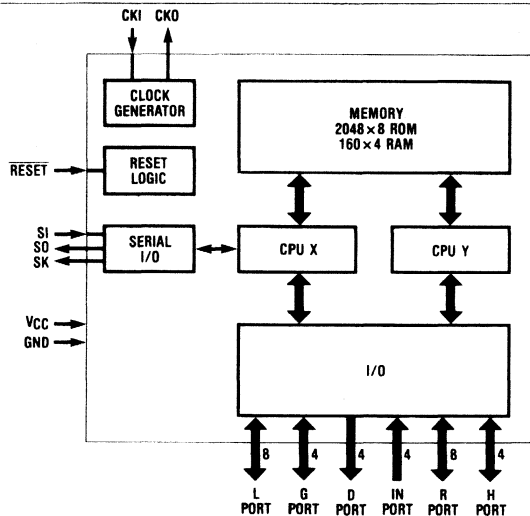 CKI CKO
CLOCK
GENERATOR
MEMORY
2048×8 ROM
160×4 RAM
RESET
RESET
LOGIC
SI
SO
SK
SERIAL
I/O
CPU X
CPU Y
VCC
GND
I/O
8 4 4 4 8 4
L G D IN R H
PORT PORT PORT PORT PORT PORT